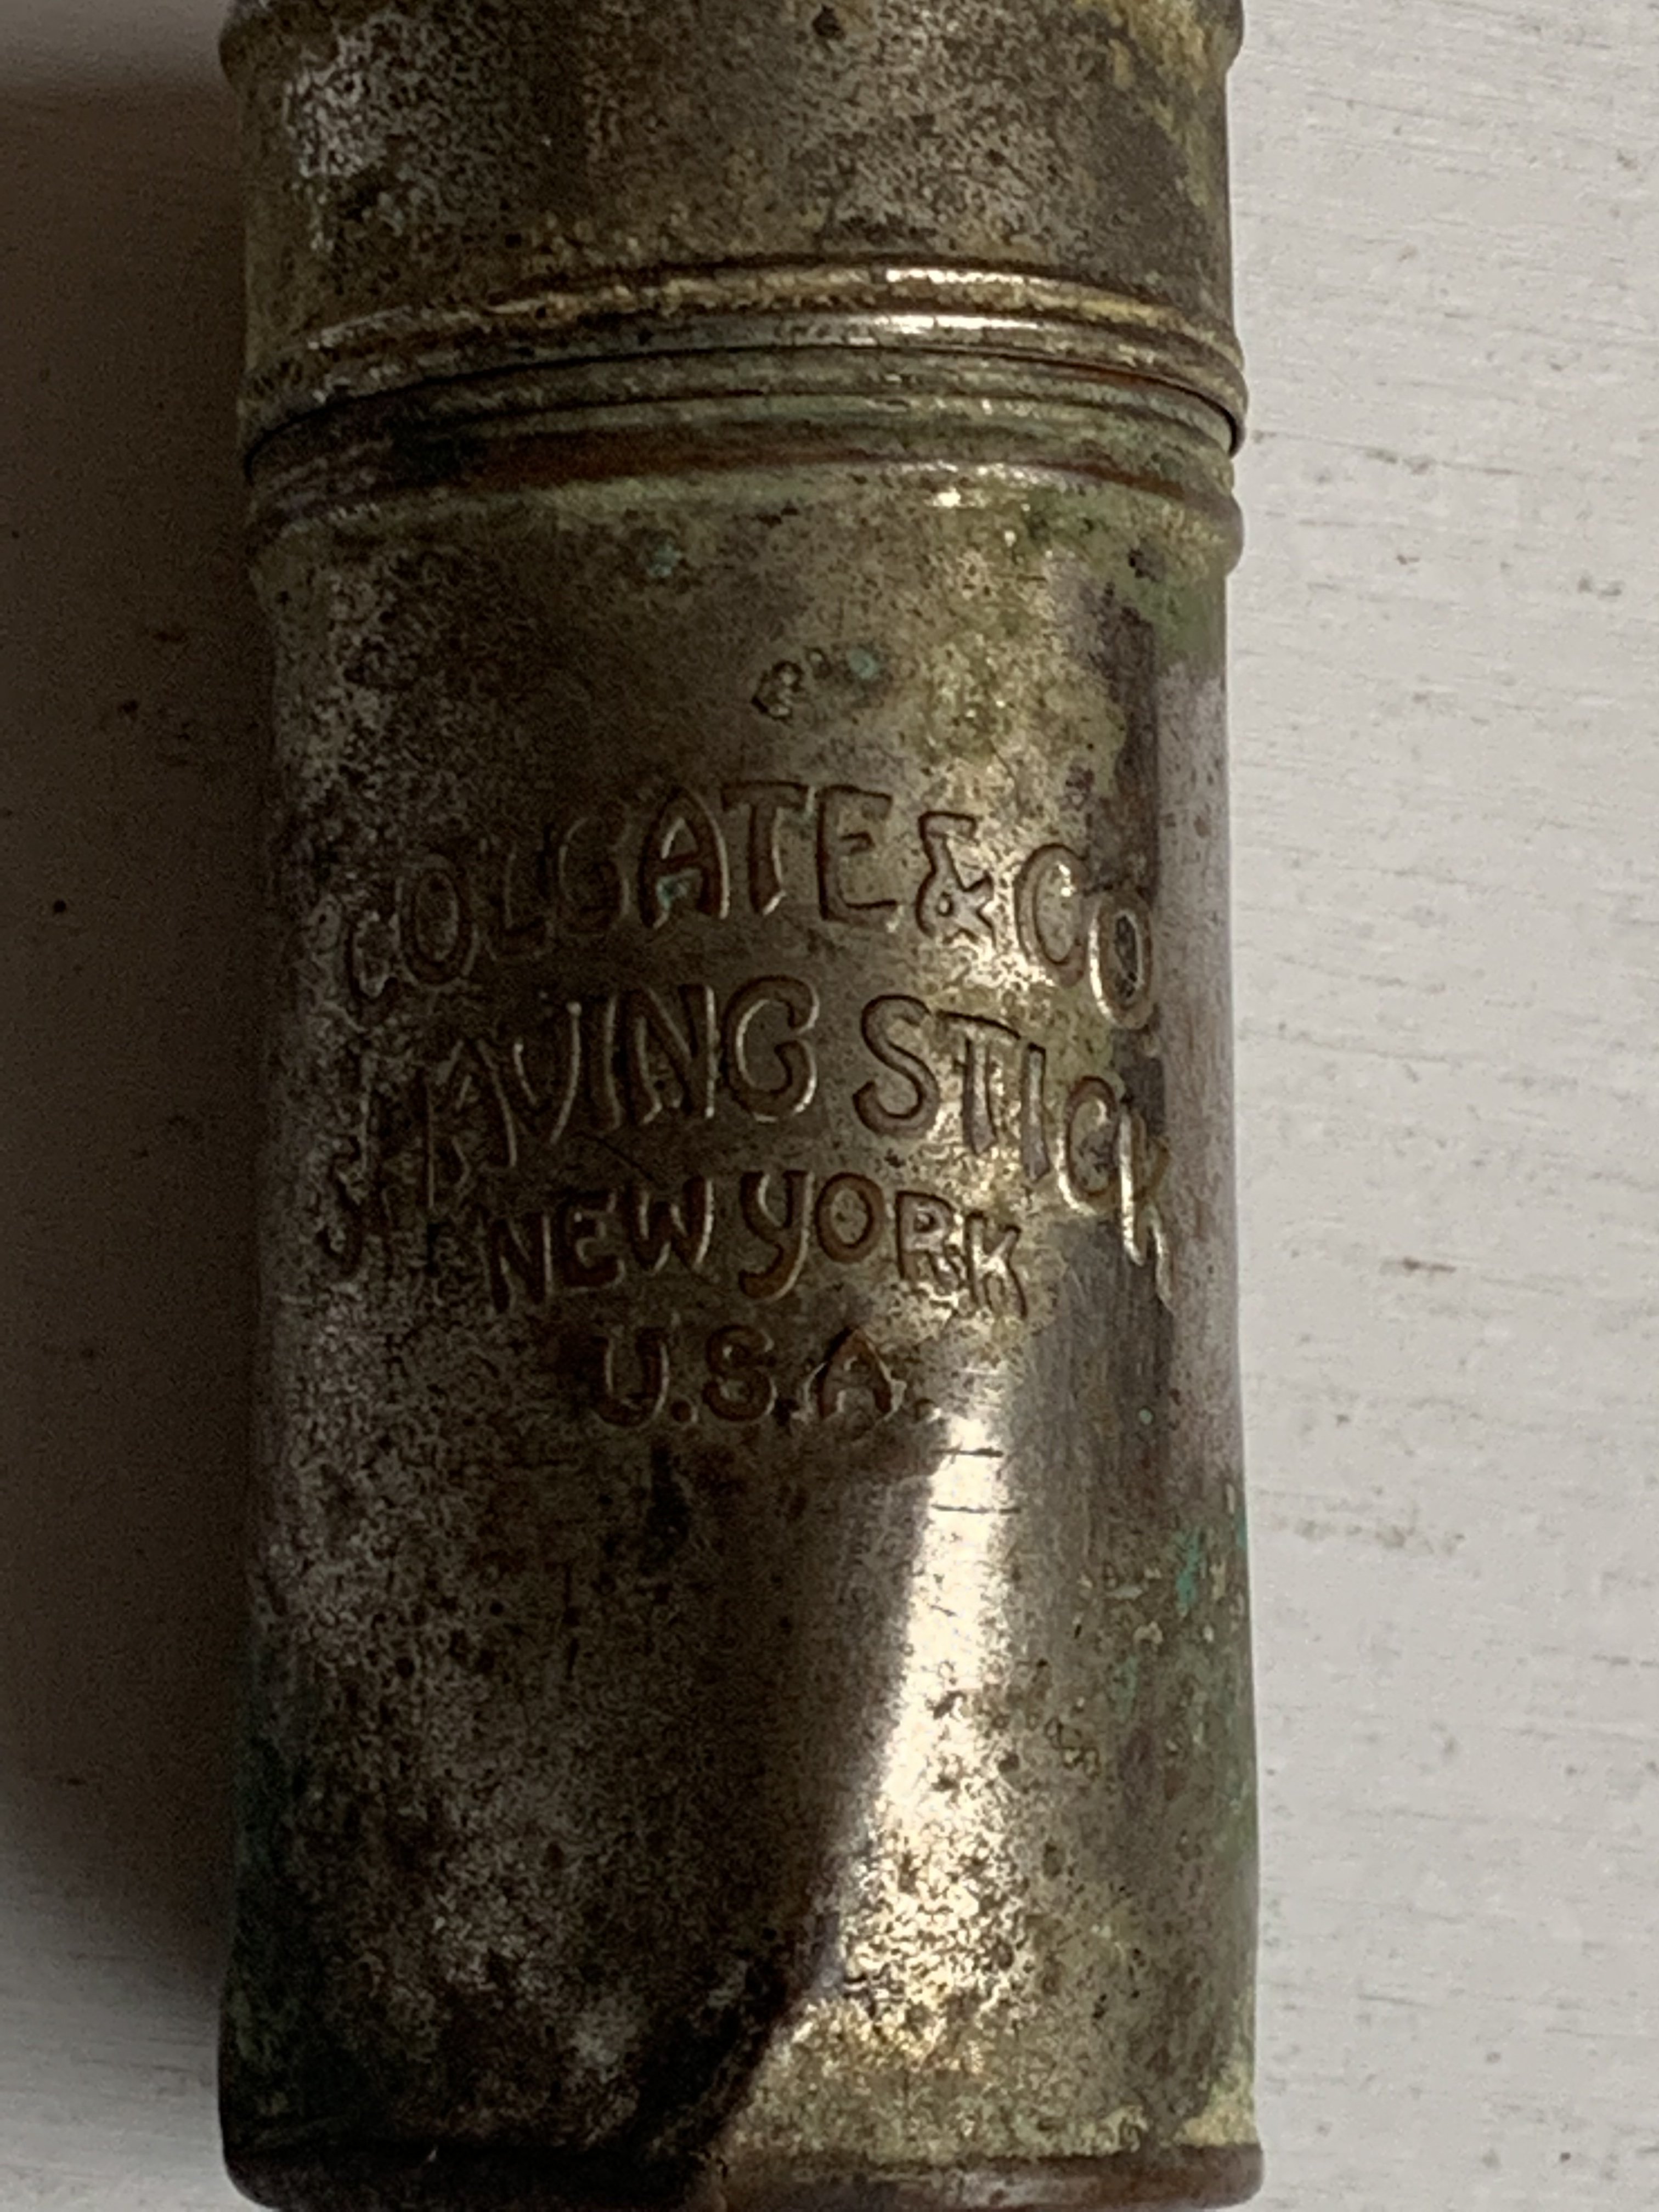 COLGATE & CO
SHAVING STICK
NEW YORK
U.S.A.